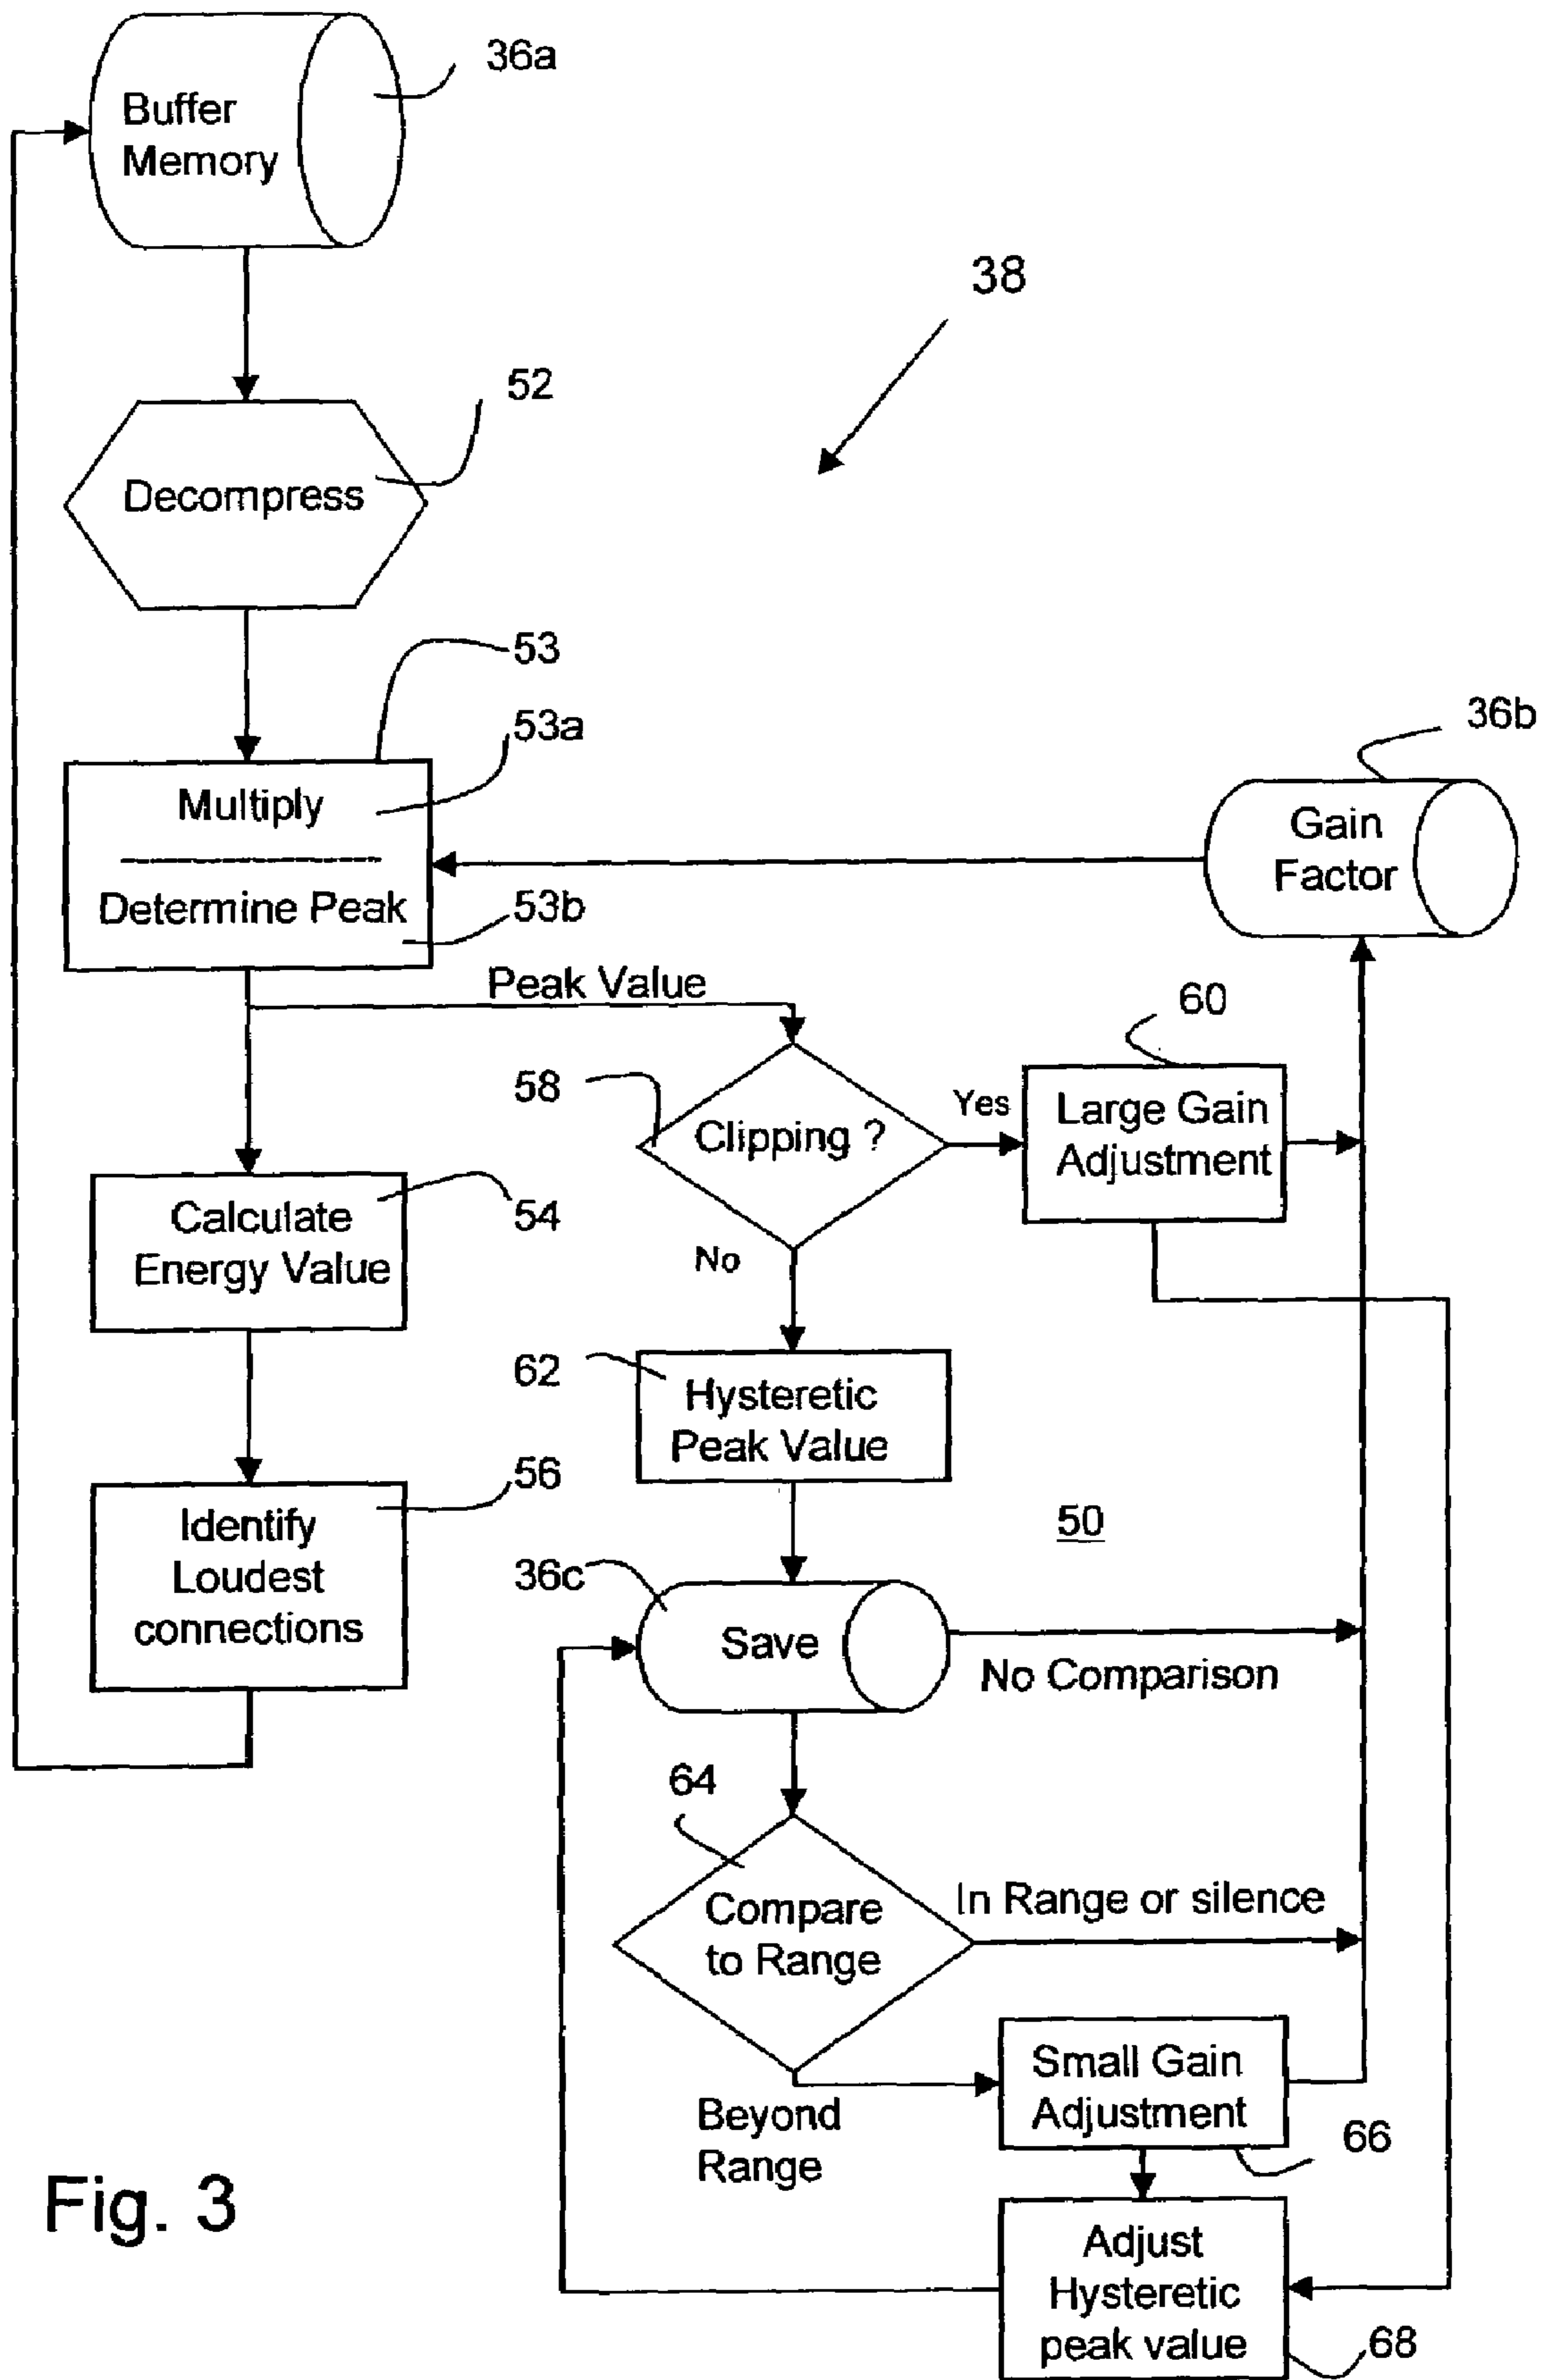 36a
Buffer
Memory
38
52
Decompress
53
53a
36b
Multiply
Gain
Factor
Determine Peak
53b
Peak Value
60
58
Clipping ?
Yes
Large Gain
Adjustment
Calculate
Energy Value
54
No
62
Hysteretic
Peak Value
56
Identify
Loudest
connections
50
36c
Save
No Comparison
64
Compare
to Range
In Range or silence
Small Gain
Adjustment
Beyond
Range
66
Fig. 3
Adjust
Hysteretic
peak value
68